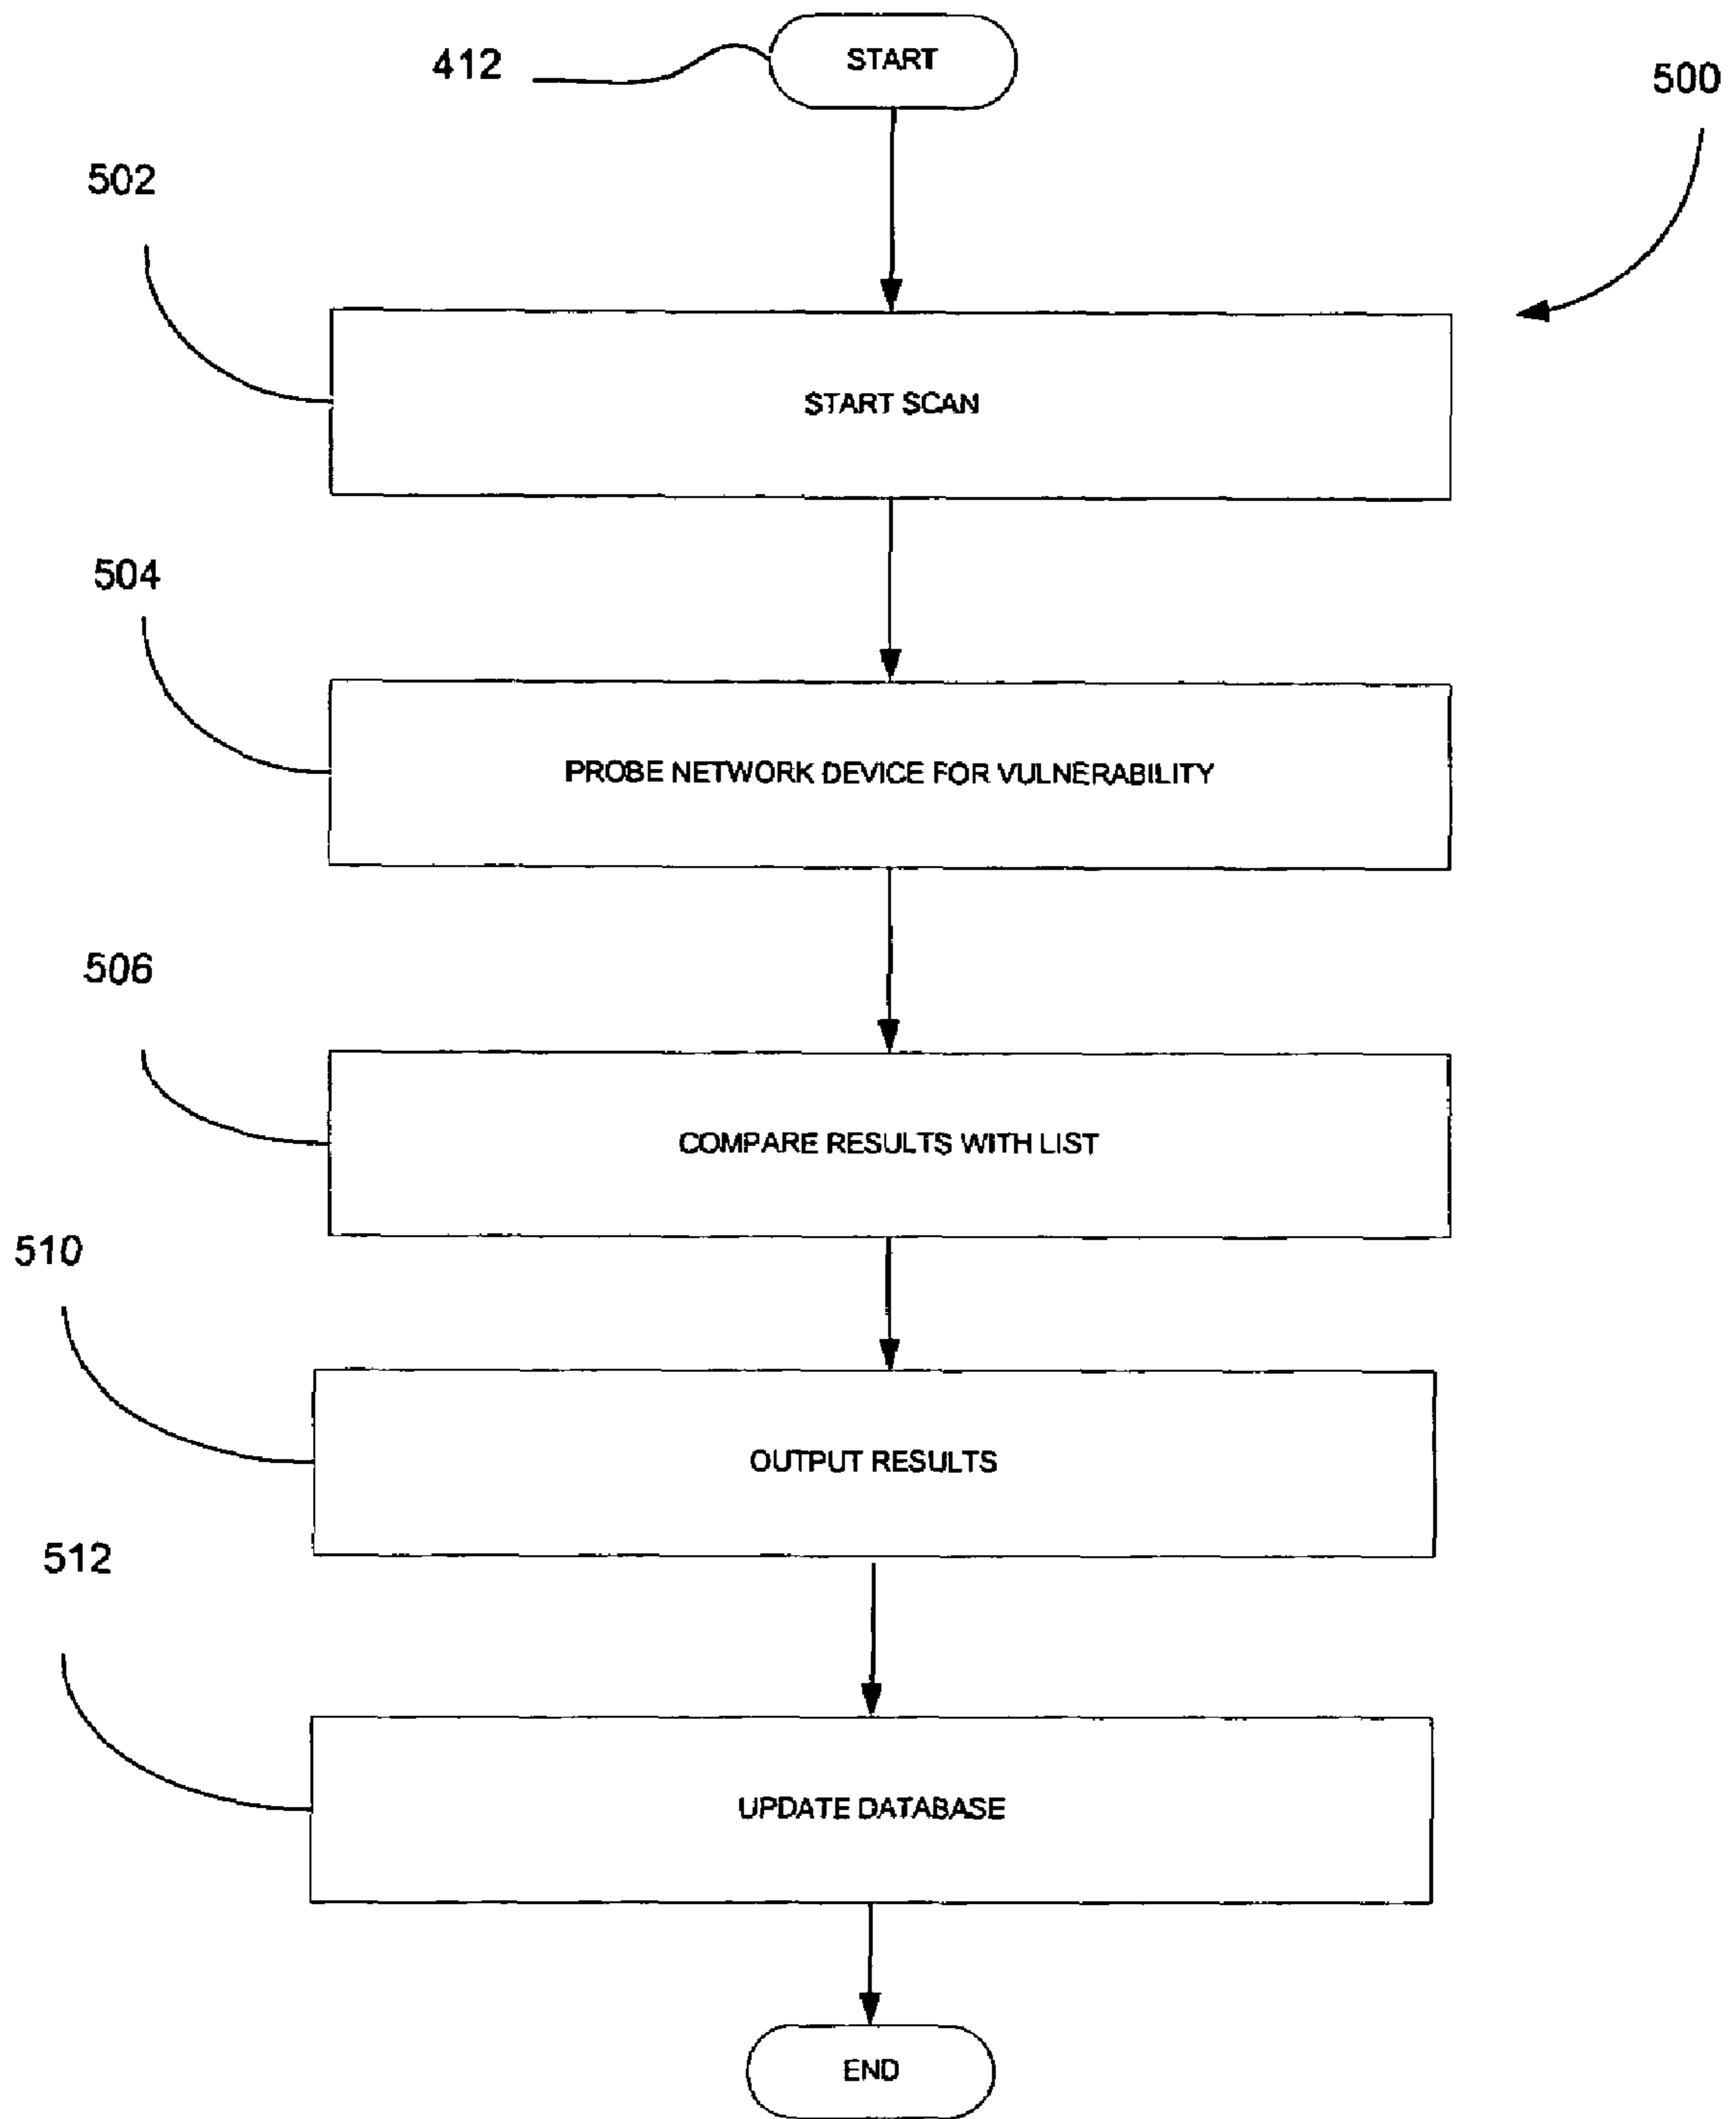 412
START
500
502
START SCAN
504
PROBE NETWORK DEVICE FOR VULNERABILITY
506
COMPARE RESULTS WITH LIST
510
OUTPUT RESULTS
512
UPDATE DATABASE
END